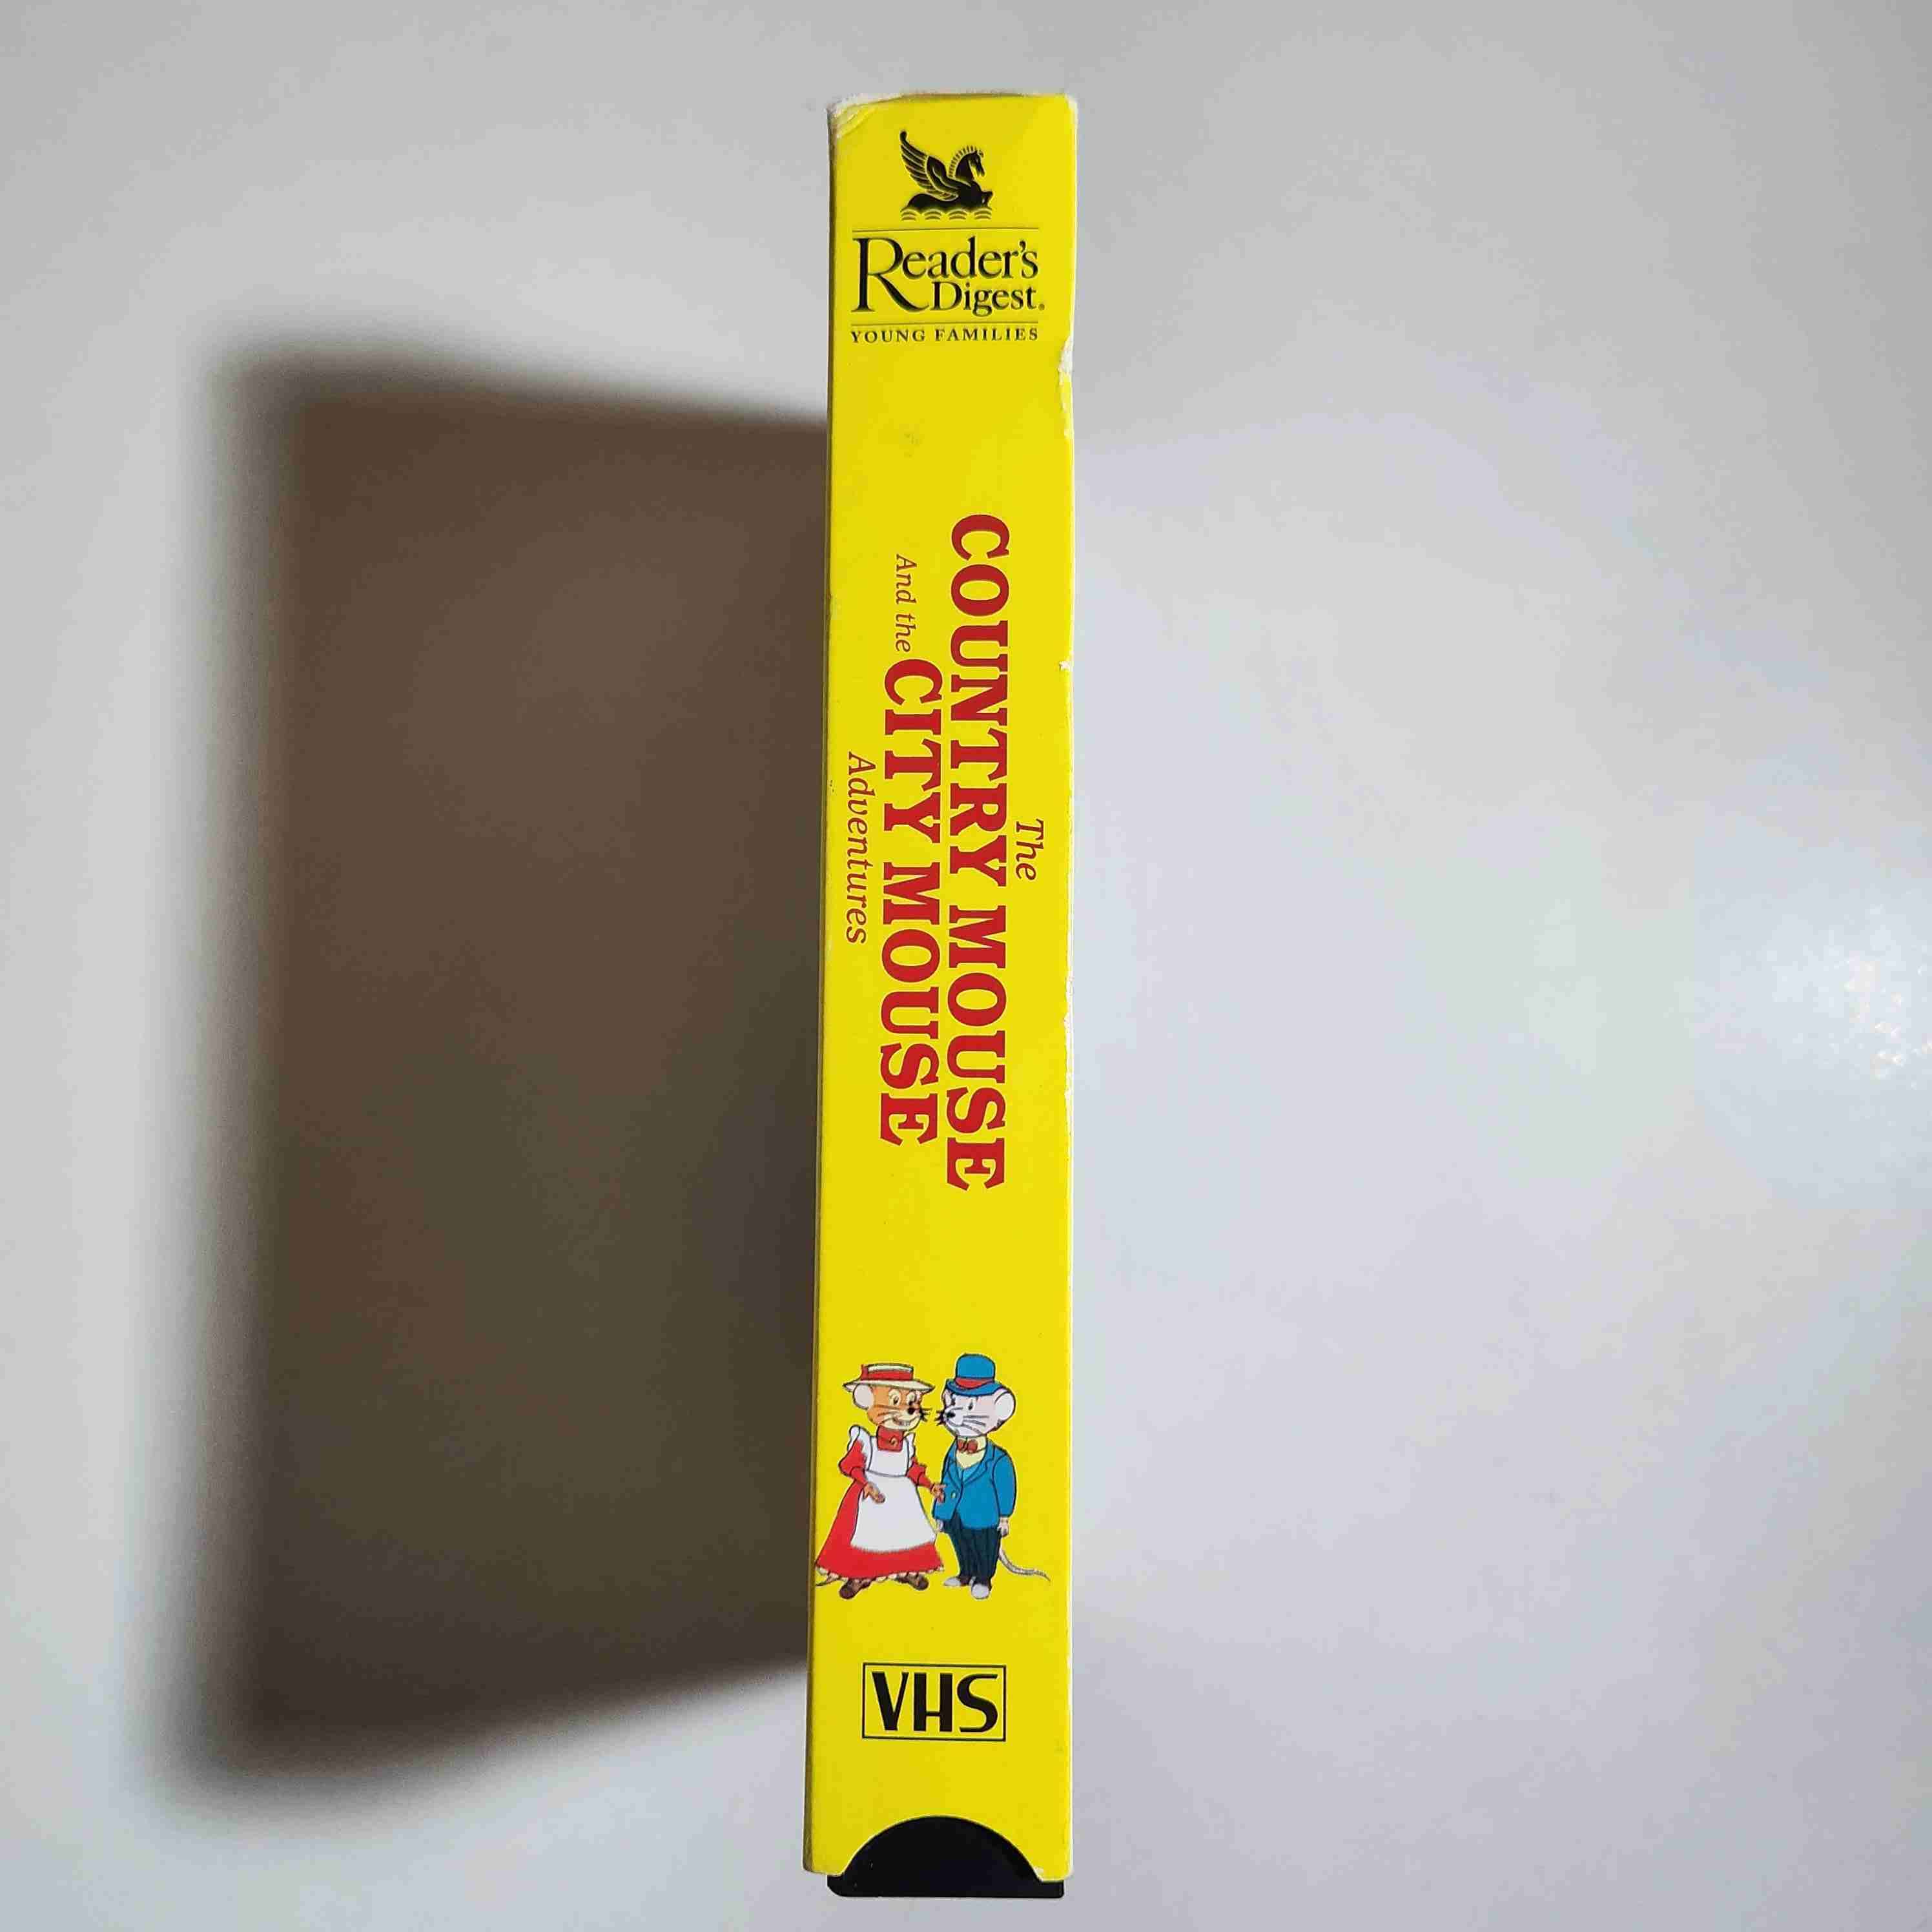 Reader's
Digest®
YOUNG FAMILIES
The
COUNTRY MOUSE
And the CITY MOUSE
Adventures
VHS